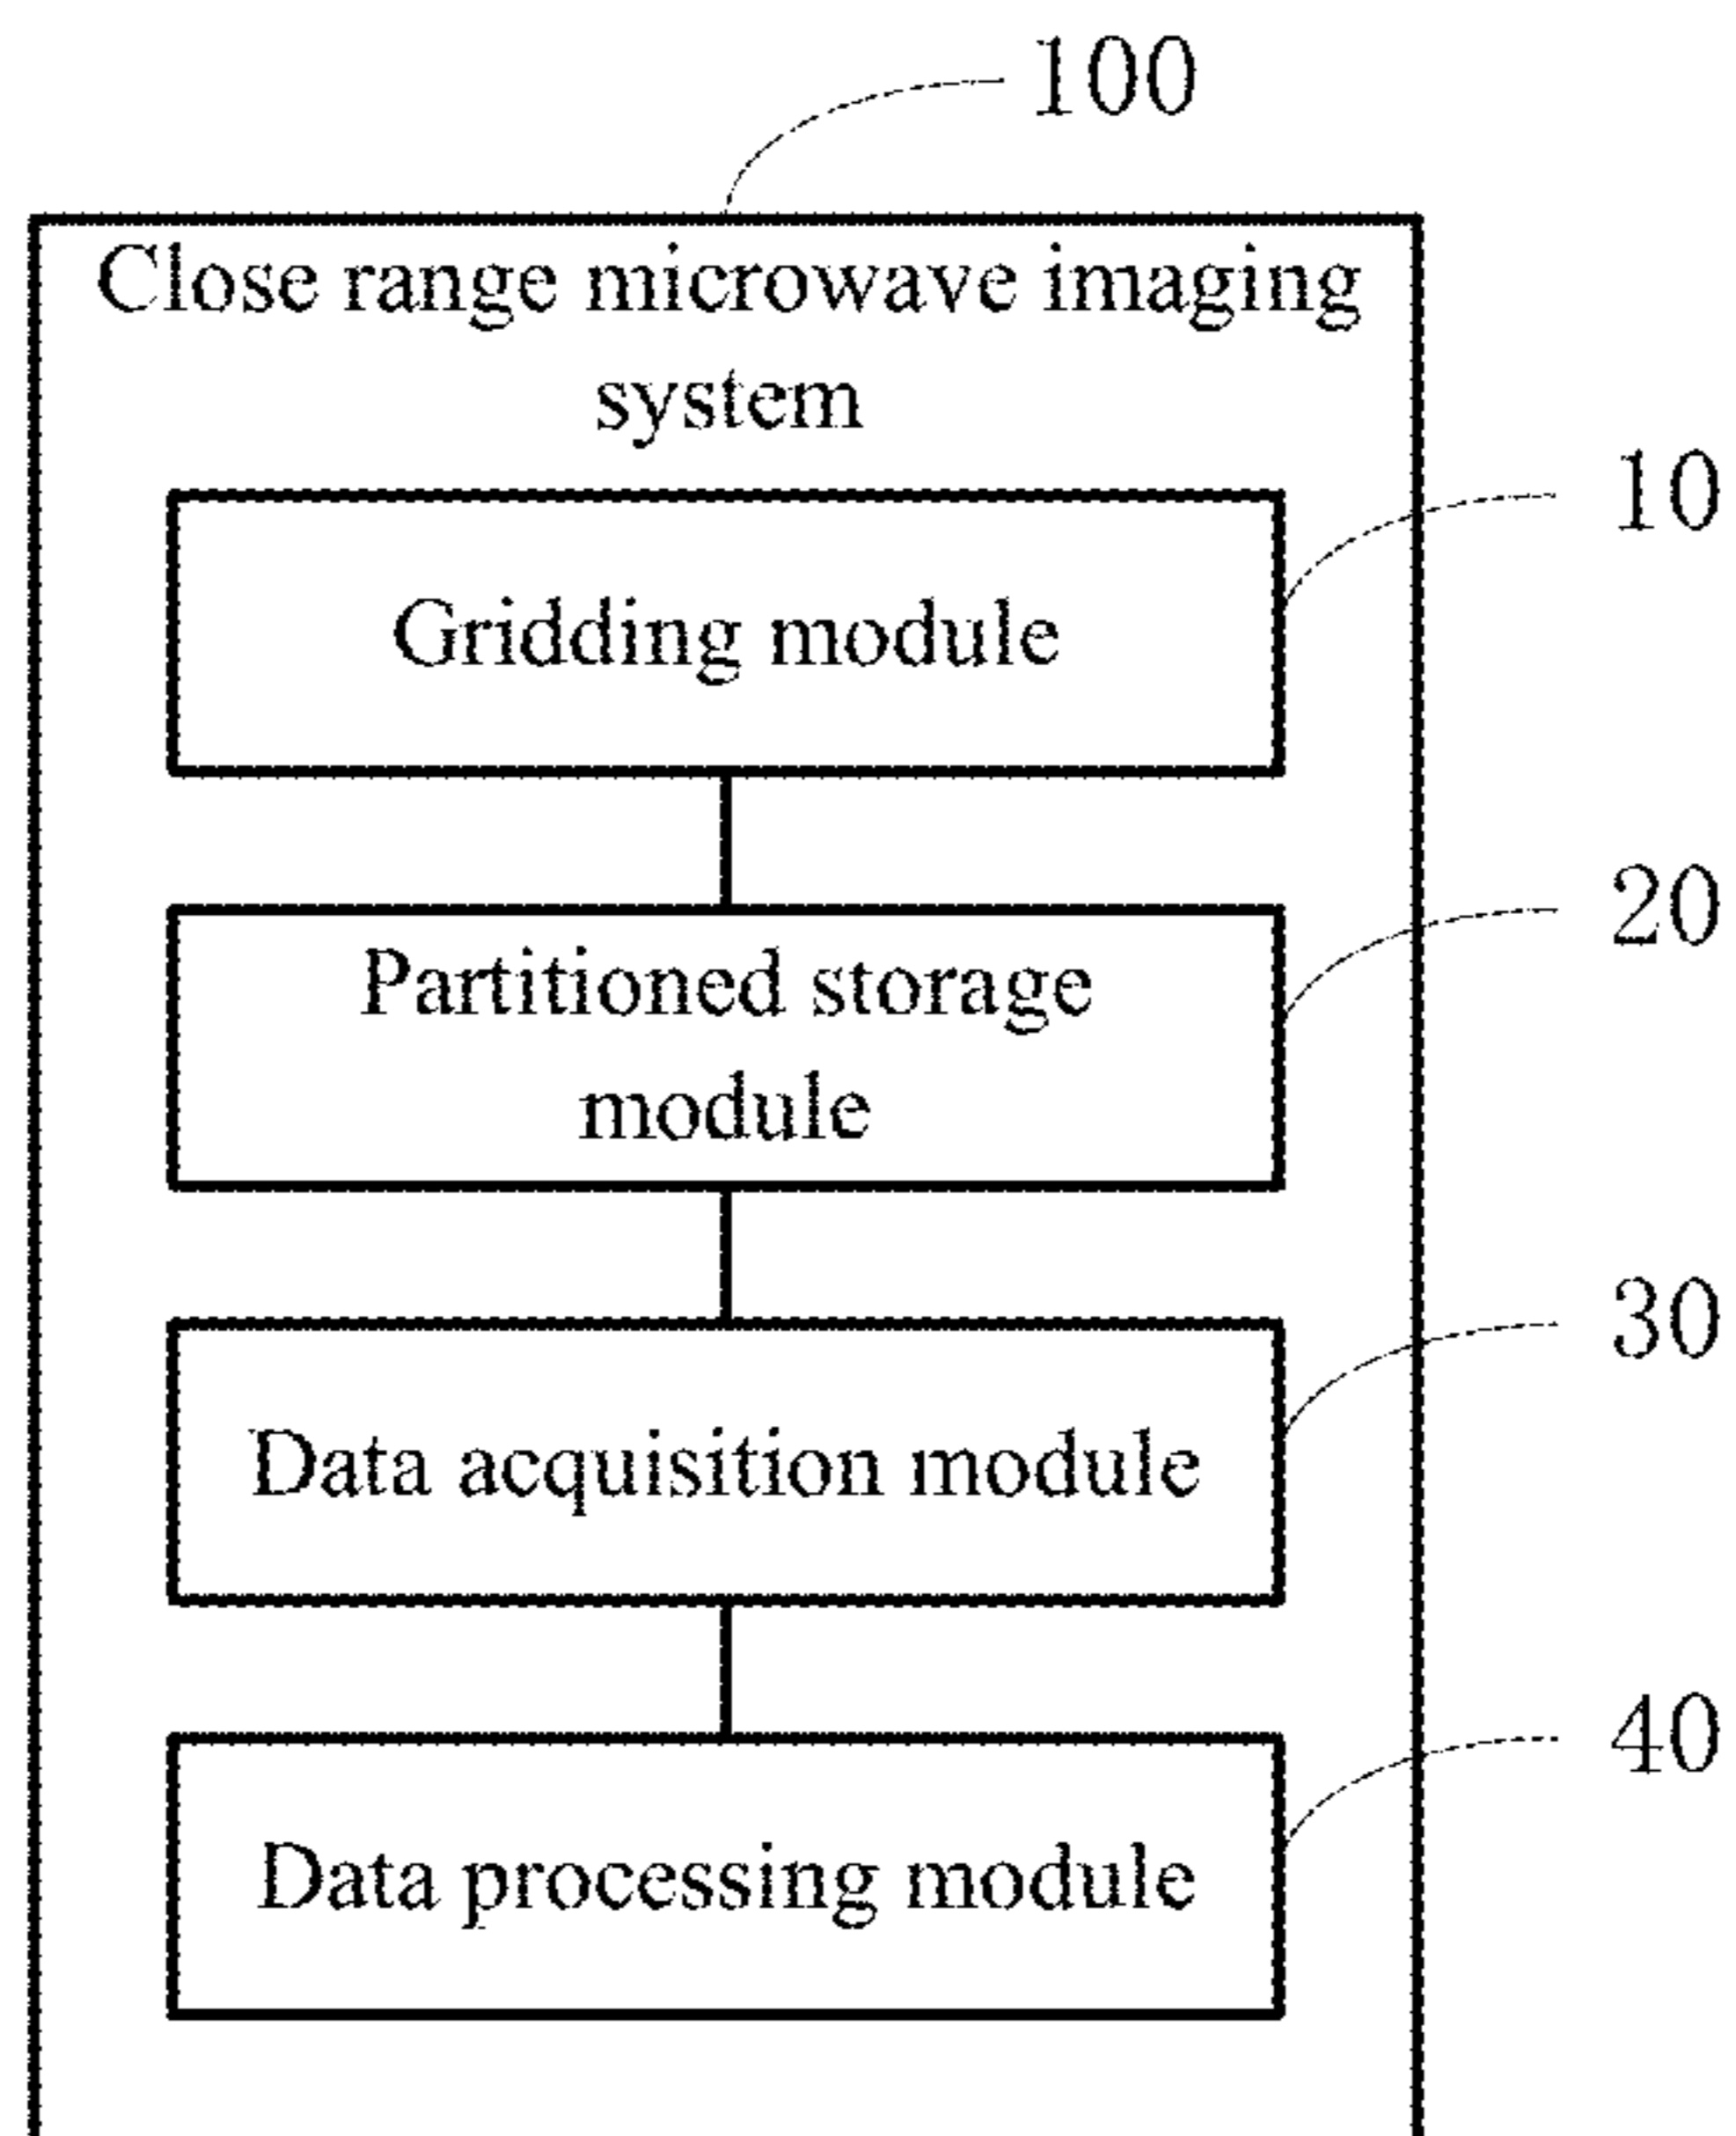 100
Close range microwave imaging
system
10
Gridding module
20
Partitioned storage
module
30
Data acquisition module
40
Data processing module